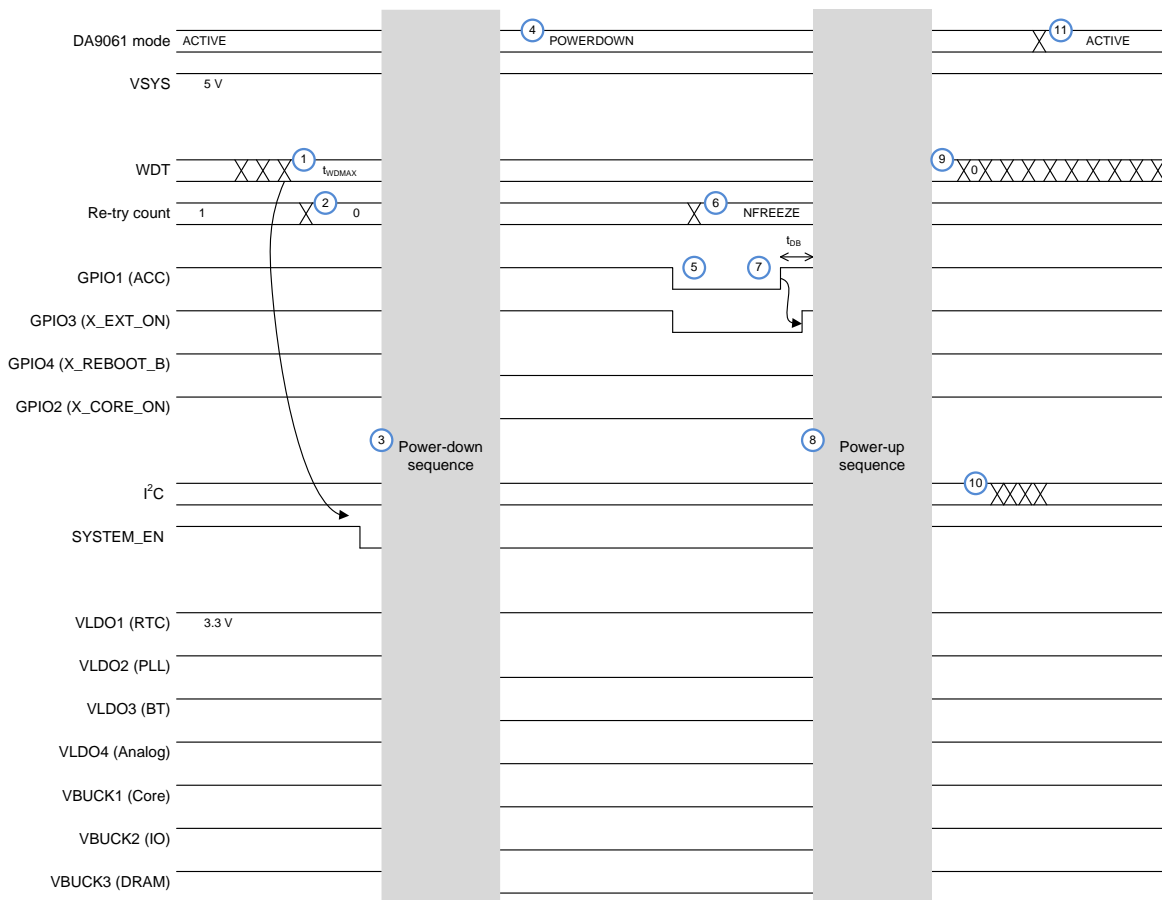 DA9061 mode ACTIVE 4 POWERDOWN 11 ACTIVE
VSYS 5 V
WDT 1 tWDMAX 9 0
Re-try count 1 2 0 6 NFREEZE
tDB
GPIO1 (ACC) 5 7
GPIO3 (X_EXT_ON)
GPIO4 (X_REBOOT_B)
GPIO2 (X_CORE_ON)
3 Power-down
sequence
8 Power-up
sequence
I2C 10
SYSTEM_EN
VLDO1 (RTC) 3.3 V
VLDO2 (PLL)
VLDO3 (BT)
VLDO4 (Analog)
VBUCK1 (Core)
VBUCK2 (IO)
VBUCK3 (DRAM)